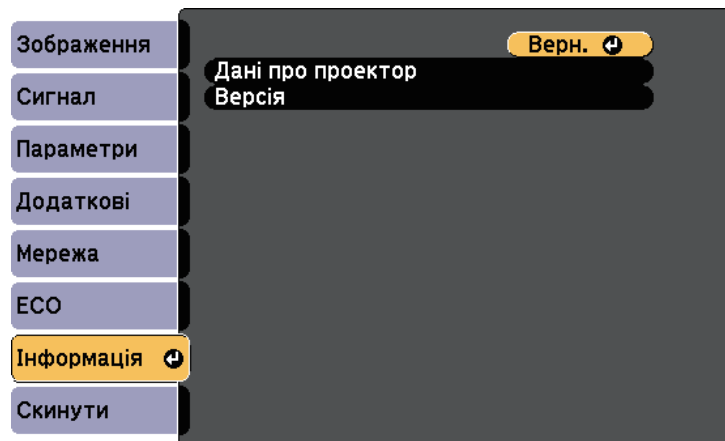 Зображення
Сигнал
Параметри
Додаткові
Мережа
ECO
Інформація
Скинути
Верн.
Дані про проектор
Версія